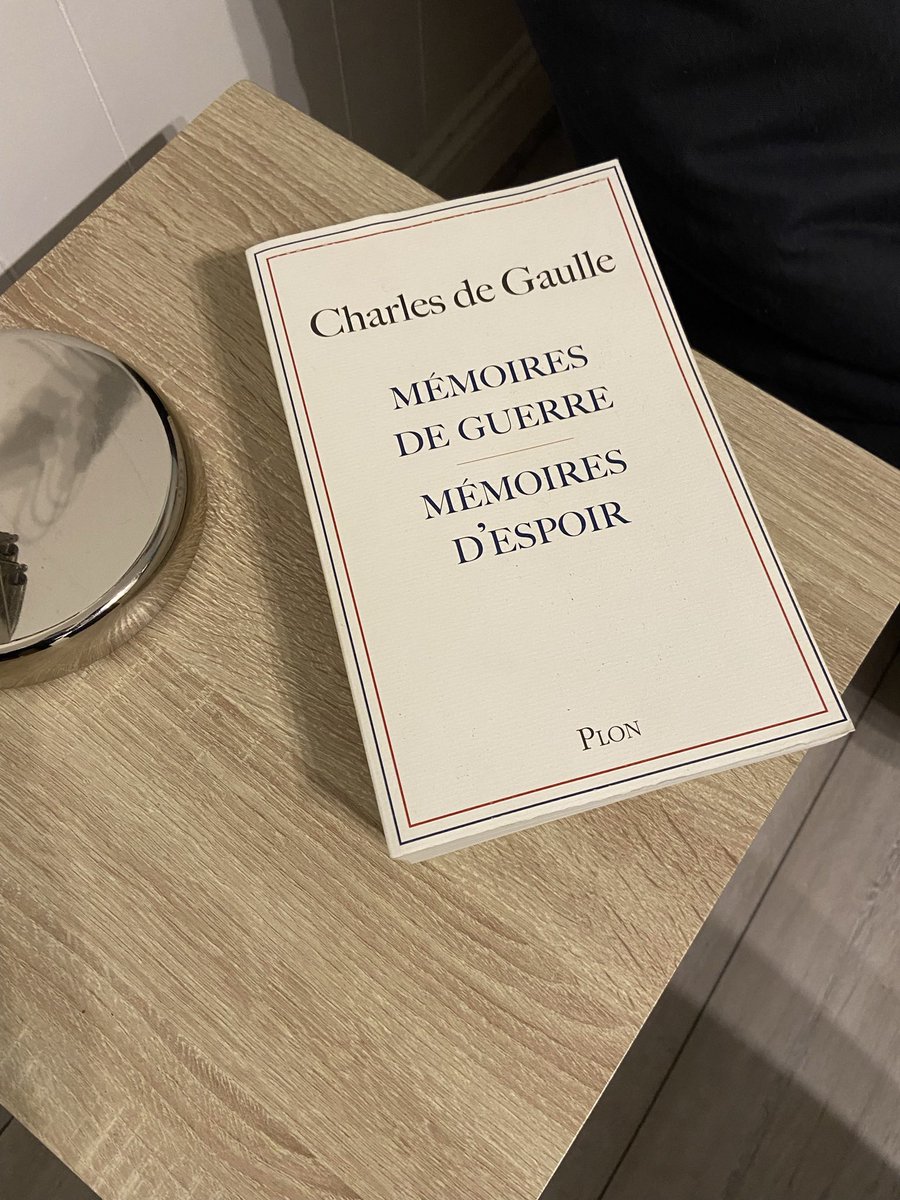 Charles de Gaulle
MÉMOIRES
DE GUERRE
MÉMOIRES
D'ESPOIR
PLON